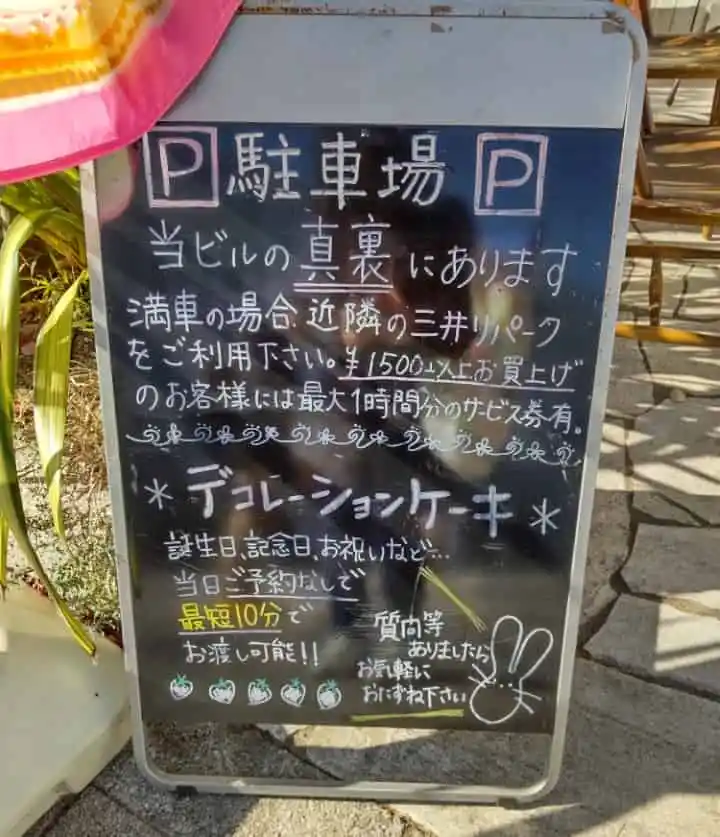 P 駐車場 P
当ビルの真裏にあります
満車の場合、近隣の三井リパーク
をご利用下さい。¥1500以上お買上げ
のお客様には最大1時間分のサービス券有。
*デコレーションケーキ*
誕生日、記念日、お祝いなど…
当日ご予約なしで
最短10分で
お渡し可能!!
質向等
ありましたら
お気軽に
おたずね下さい